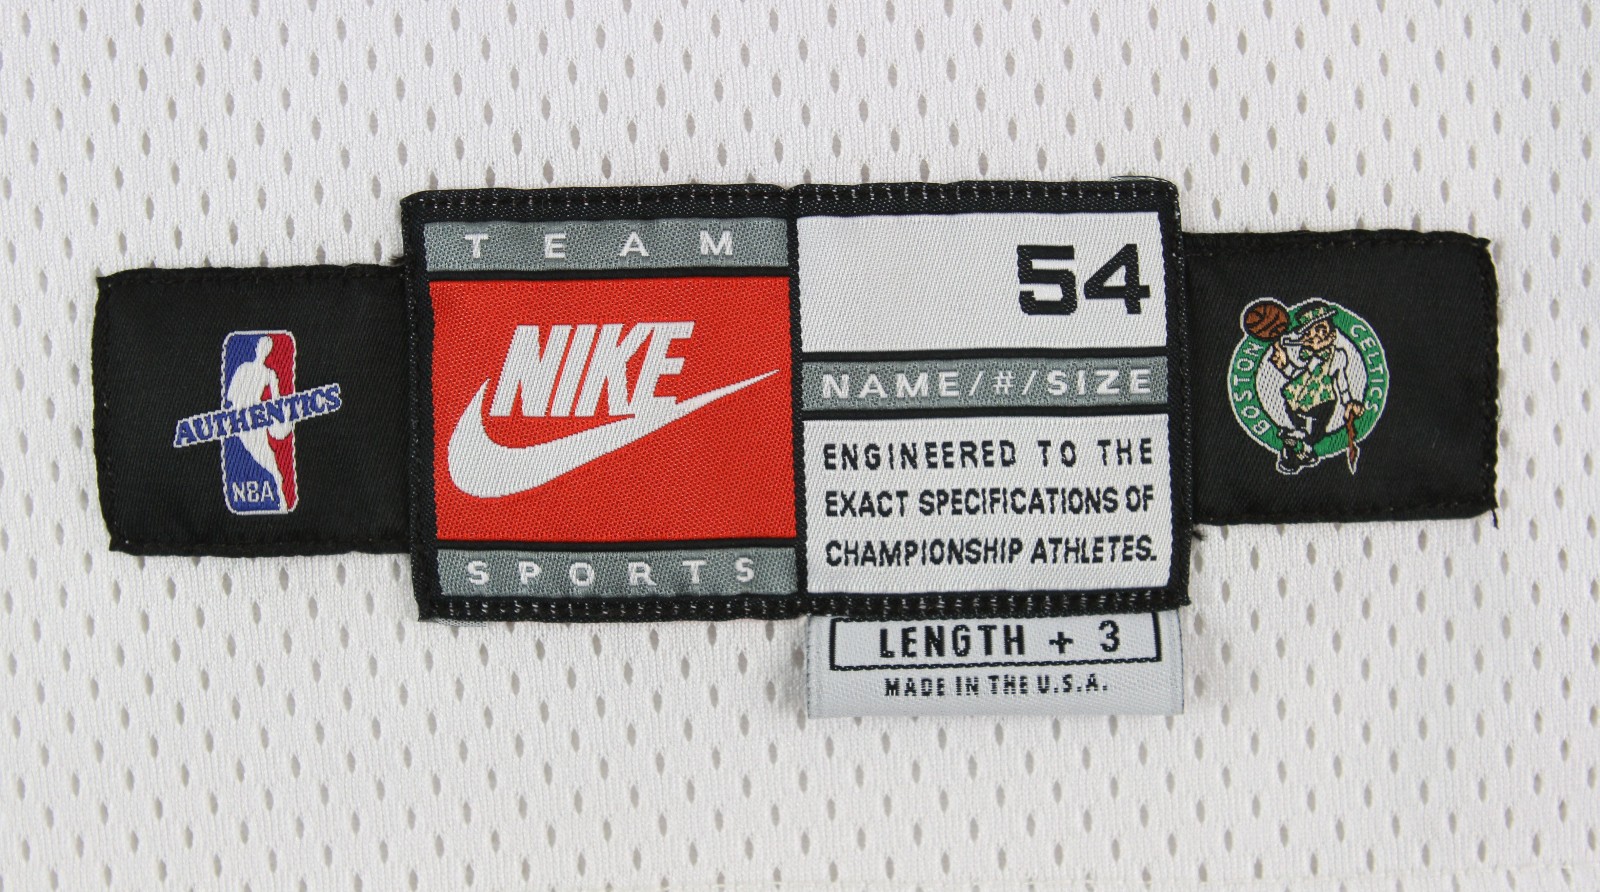 AUTHENTICS
NBA
TEAM
NIKE
SPORTS
54
NAME/#/SIZE
ENGINEERED TO THE
EXACT SPECIFICATIONS OF
CHAMPIONSHIP ATHLETES.
LENGTH + 3
MADE IN THE U.S.A.
BOSTON CELTICS